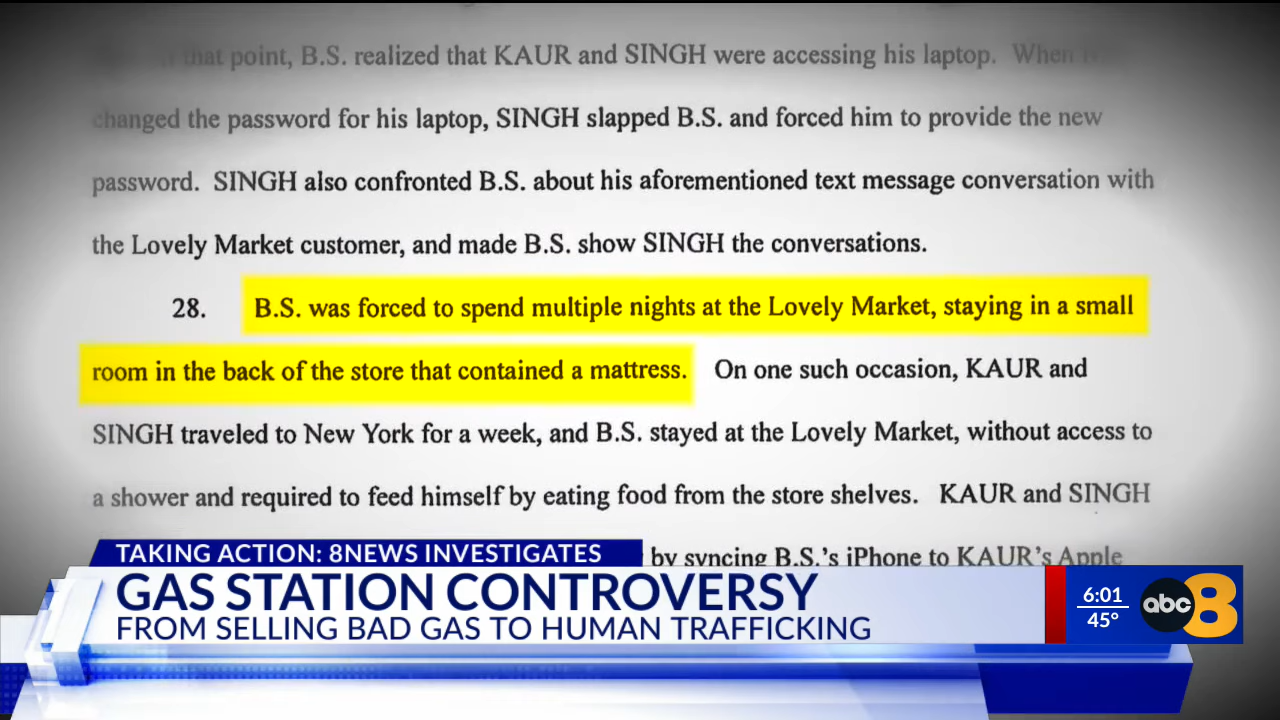 that point, B.S. realized that KAUR and SINGH were accessing his laptop. When
changed the password for his laptop, SINGH slapped B.S. and forced him to provide the new
password. SINGH also confronted B.S. about his aforementioned text message conversation with
the Lovely Market customer, and made B.S. show SINGH the conversations.
28. B.S. was forced to spend multiple nights at the Lovely Market, staying in a small
room in the back of the store that contained a mattress. On one such occasion, KAUR and
SINGH traveled to New York for a week, and B.S. stayed at the Lovely Market, without access to
a shower and required to feed himself by eating food from the store shelves. KAUR and SINGH
by syncing B.S.'s iPhone to KAUR's Apple
TAKING ACTION: 8NEWS INVESTIGATES
GAS STATION CONTROVERSY
FROM SELLING BAD GAS TO HUMAN TRAFFICKING
6:01
45°
abc 8